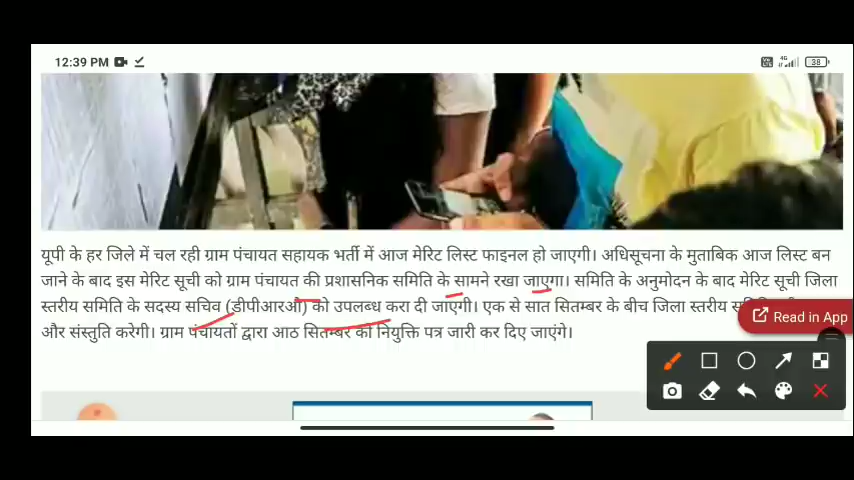 12:39 PM
4G 38
यूपी के हर जिले में चल रही ग्राम पंचायत सहायक भर्ती में आज मेरिट लिस्ट फाइनल हो जाएगी। अधिसूचना के मुताबिक आज लिस्ट बन
जाने के बाद इस मेरिट सूची को ग्राम पंचायत की प्रशासनिक समिति के सामने रखा जाएगा। समिति के अनुमोदन के बाद मेरिट सूची जिला
स्तरीय समिति के सदस्य सचिव (डीपीआरओ) को उपलब्ध करा दी जाएगी। एक से सात सितम्बर के बीच जिला स्तरीय
Read in App
और संस्तुति करेगी। ग्राम पंचायतों द्वारा आठ सितम्बर को नियुक्ति पत्र जारी कर दिए जाएंगे।